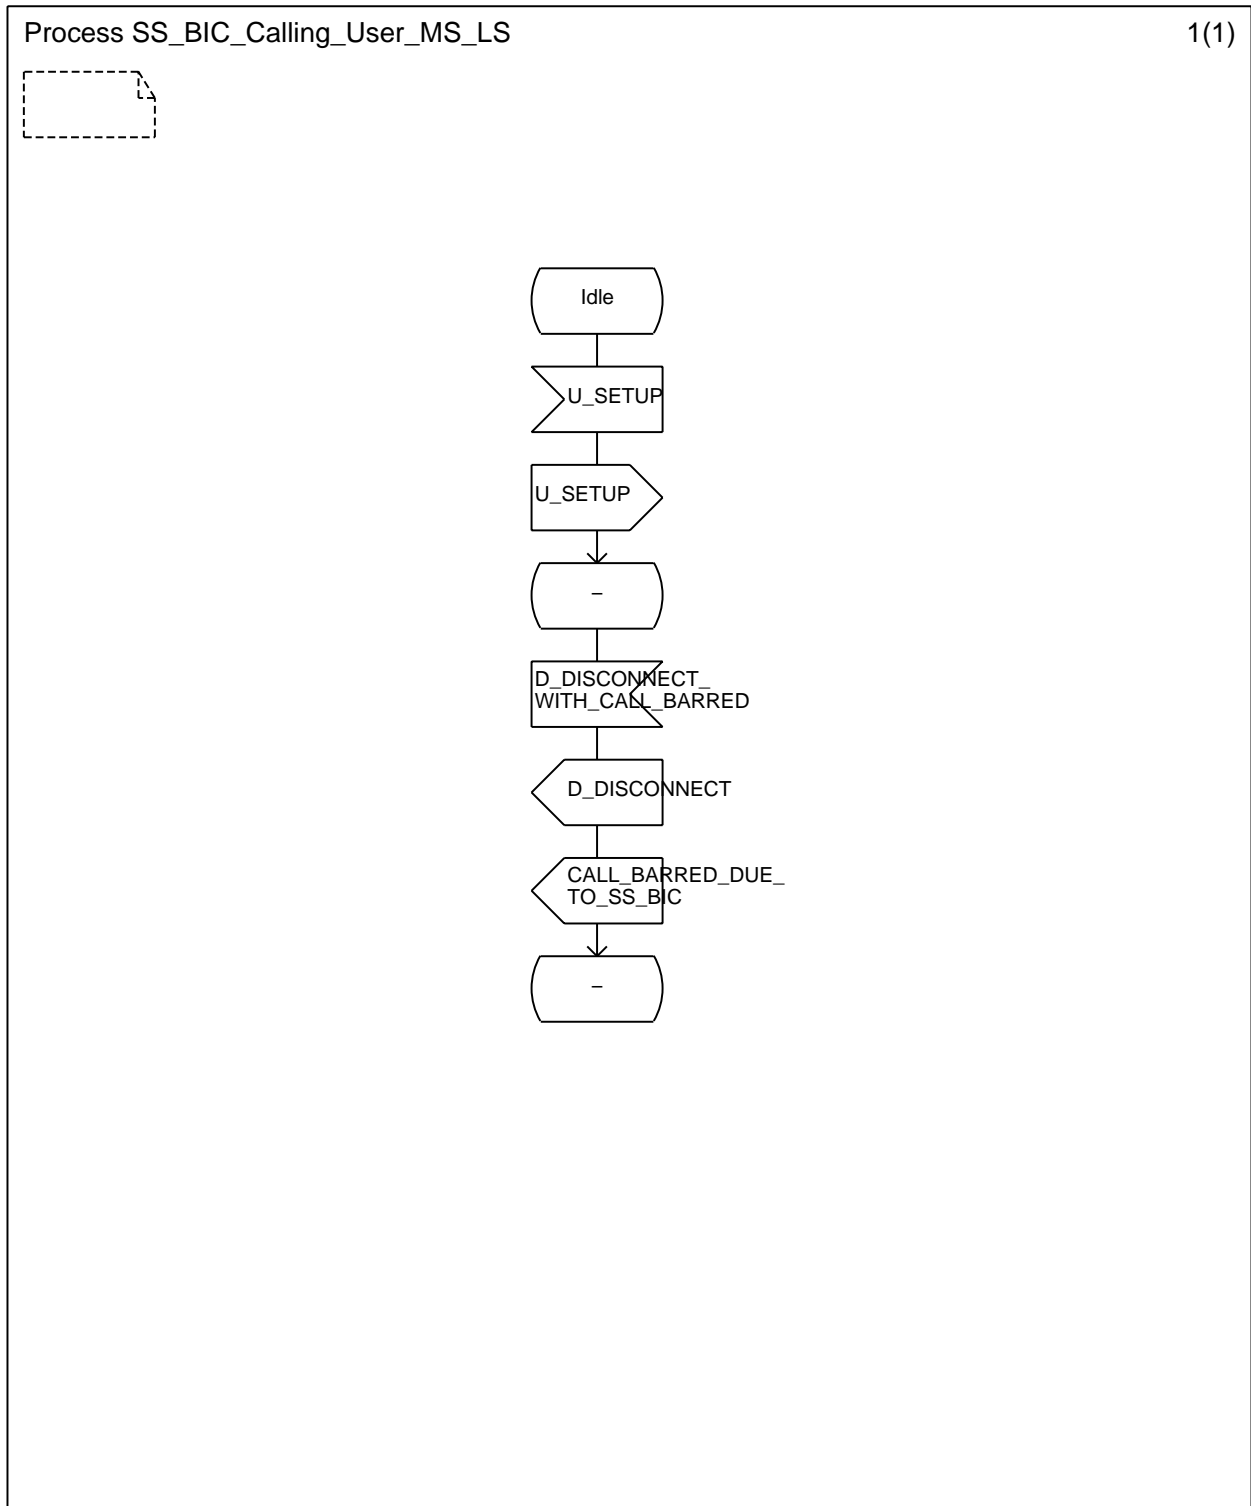 Process SS_BIC_Calling_User_MS_LS
1(1)
Idle
U_SETUP
U_SETUP
–
D_DISCONNECT_
WITH_CALL_BARRED
D_DISCONNECT
CALL_BARRED_DUE_
TO_SS_BIC
–